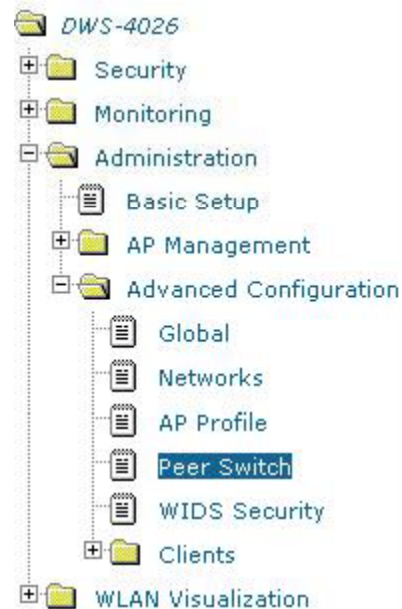 DWS-4026
Security
Monitoring
Administration
Basic Setup
AP Management
Advanced Configuration
Global
Networks
AP Profile
Peer Switch
WIDS Security
Clients
WLAN Visualization